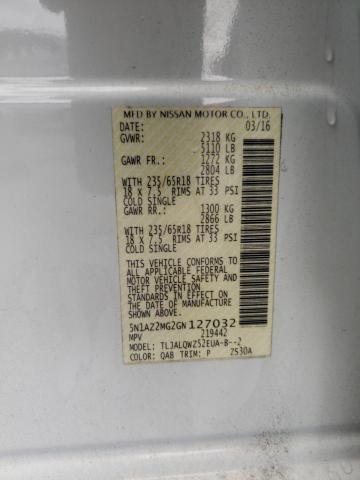 MFD BY NISSAN MOTOR CO., LTD.
DATE: 03/16
GVWR: 2318 KG
5110 LB
GAWR FR.: 1272 KG
2804 LB
WITH 235/65R18 TIRES
18 X 7.5 RIMS AT 33 PSI
COLD SINGLE
GAWR RR.: 1300 KG
2866 LB
WITH 235/65R18 TIRES
18 X 7.5 RIMS AT 33 PSI
COLD SINGLE
THIS VEHICLE CONFORMS TO
ALL APPLICABLE FEDERAL
MOTOR VEHICLE SAFETY AND
THEFT PREVENTION
STANDARDS IN EFFECT ON THE
DATE OF MANUFACTURE
SHOWN ABOVE.
5N1AZ2MG2GN127032
MPV 219442
MODEL: TLJALQWZ52EUA-B--2
COLOR: QAB TRIM: P 2S30A